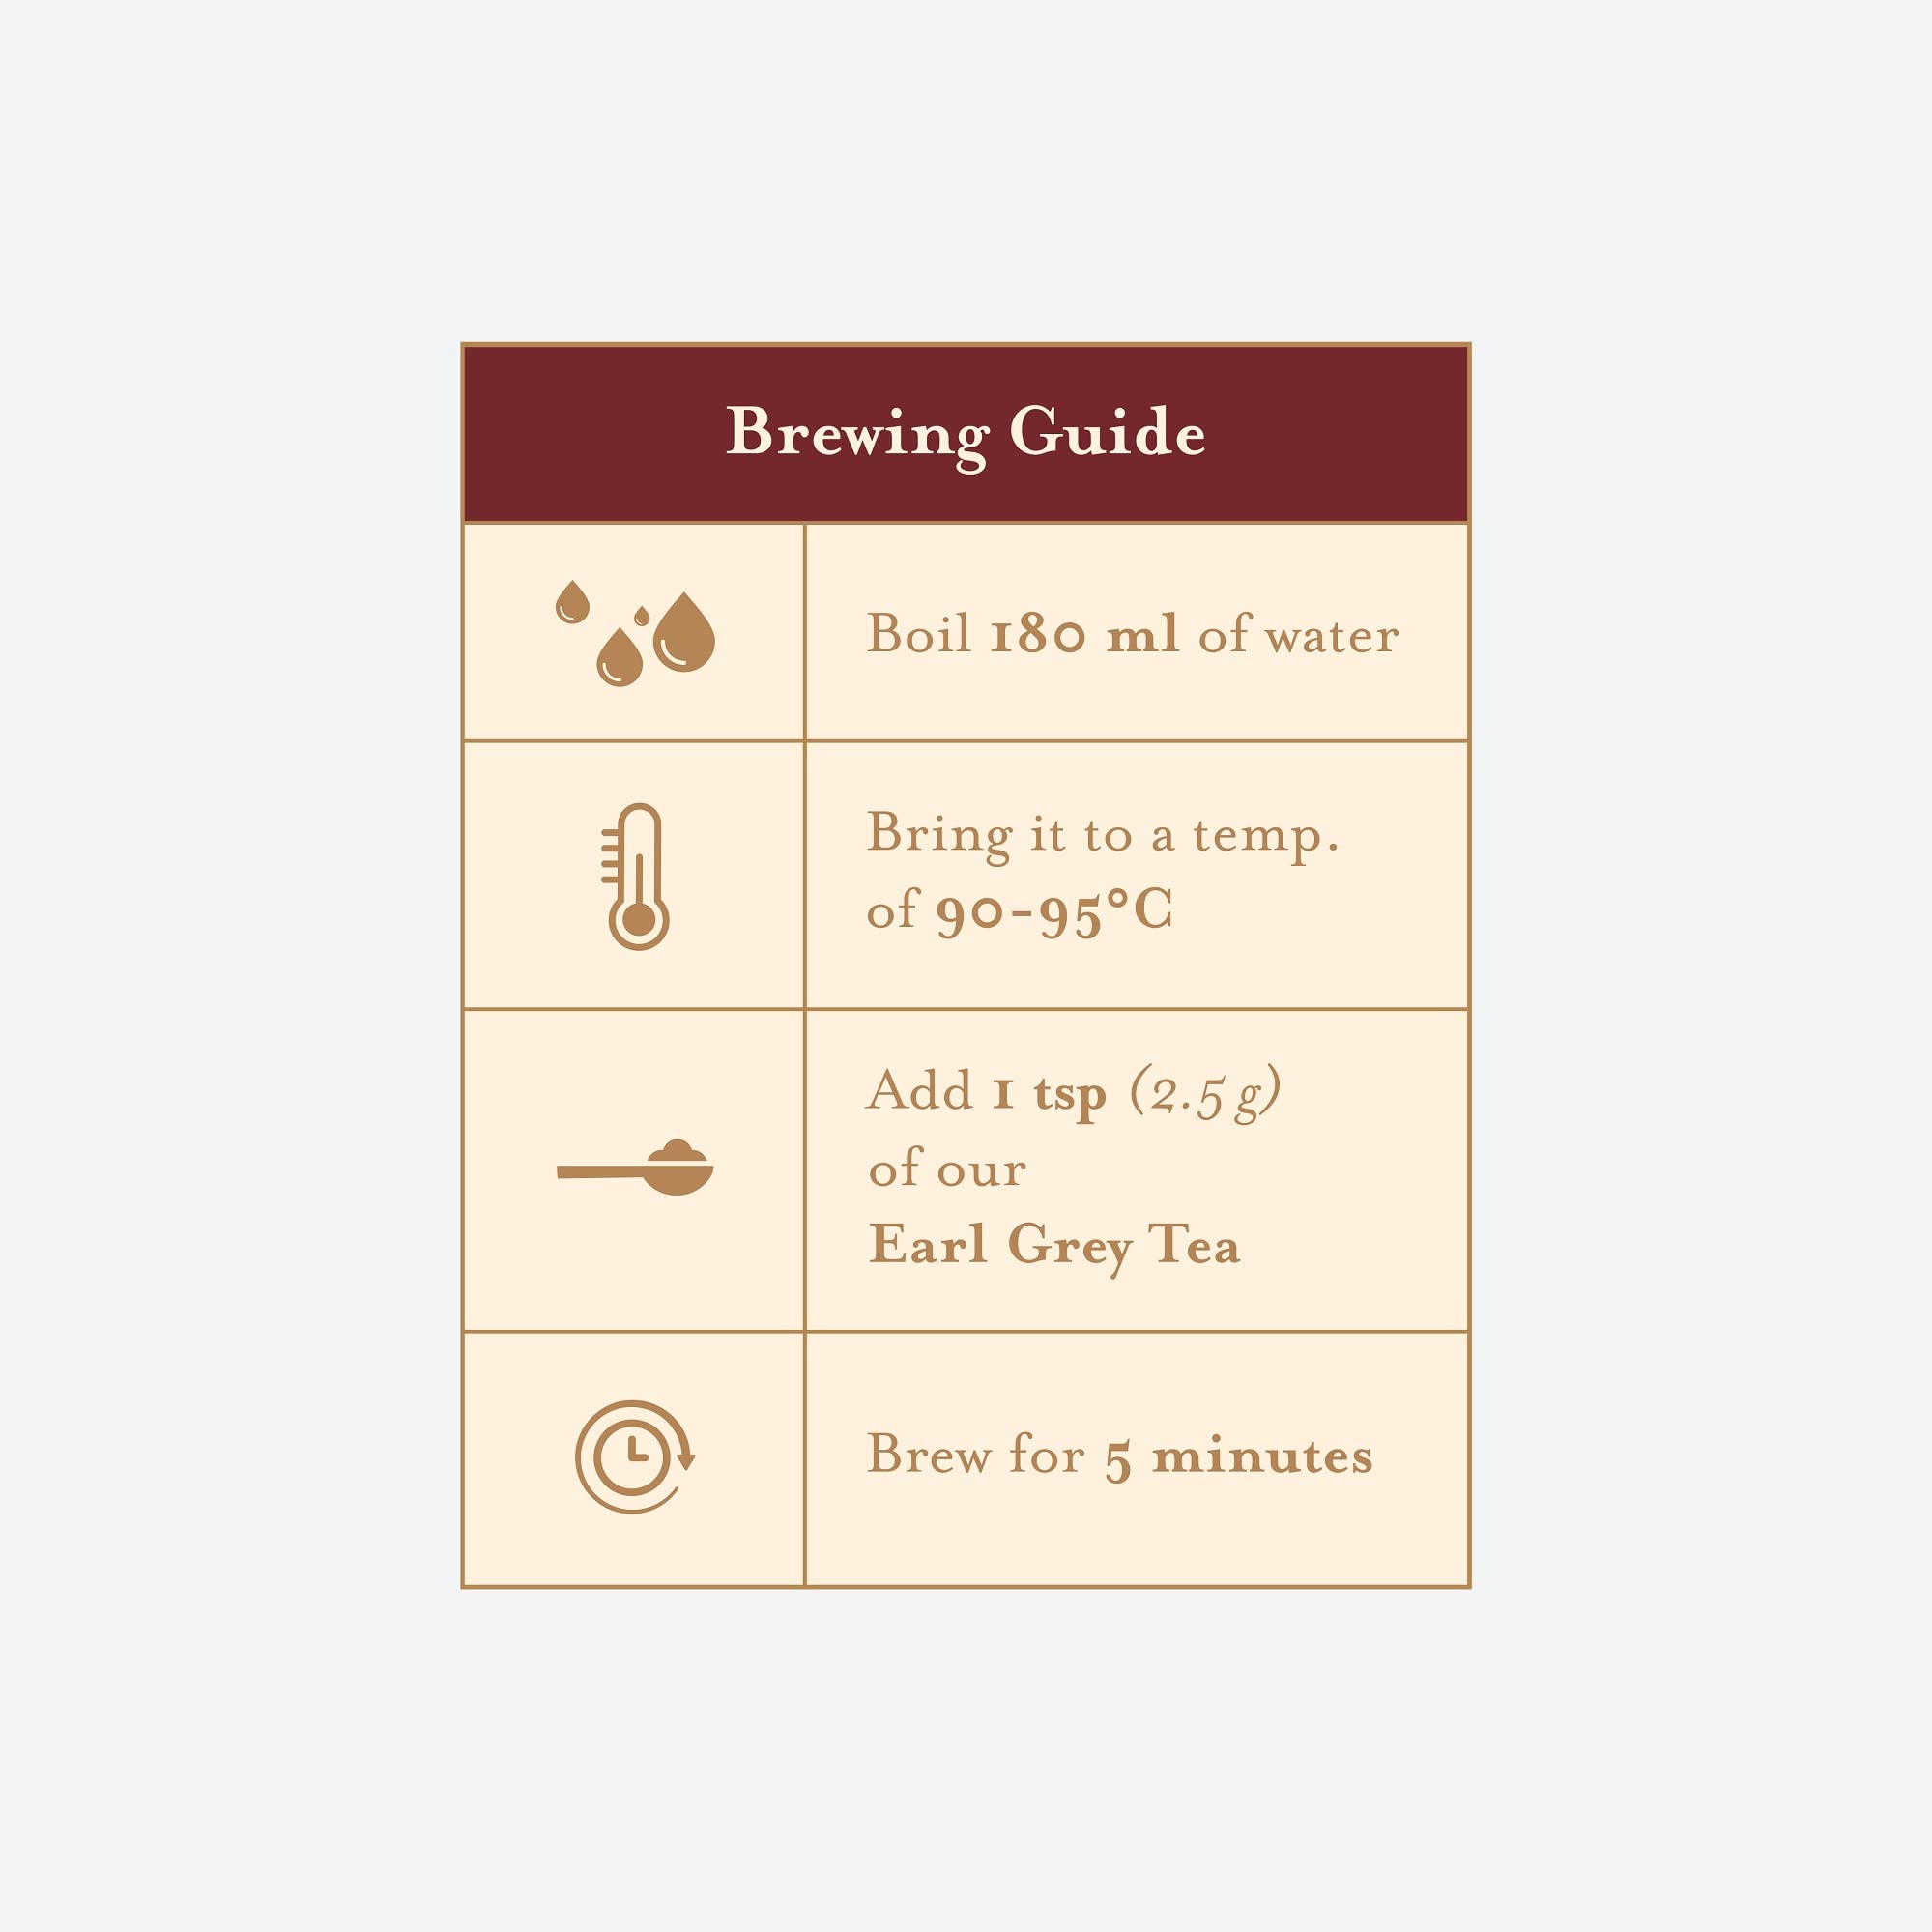 Brewing Guide
Boil 180 ml of water
Bring it to a temp.
of 90-95°C
Add 1 tsp (2.5 g)
of our
Earl Grey Tea
Brew for 5 minutes